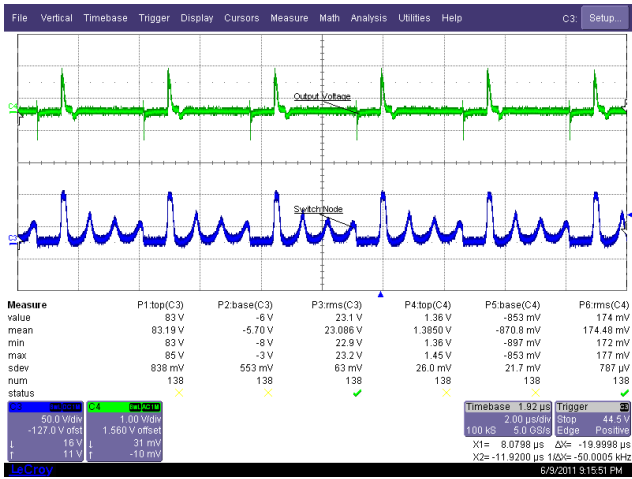 File Vertical Timebase Trigger Display Cursors Measure Math Analysis Utilities Help C3: Setup...
C4
Output Voltage
Switch Node
C3
Measure P1:top(C3) P2:base(C3) P3:rms(C3) P4:top(C4) P5:base(C4) P6:rms(C4)
value 83 V -6 V 23.1 V 1.36 V -853 mV 174 mV
mean 83.19 V -5.70 V 23.086 V 1.3850 V -870.8 mV 174.48 mV
min 83 V -8 V 22.9 V 1.36 V -897 mV 172 mV
max 85 V -3 V 23.2 V 1.45 V -853 mV 177 mV
sdev 838 mV 553 mV 63 mV 26.0 mV 21.7 mV 787 µV
num 138 138 138 138 138 138
status
C4 Timebase 1.92 µs Trigger C3
50.0 V/div 1.00 V/div 2.00 µs/div Stop 44.5 V
-127.0 V ofst 1.560 V offset 100 kS 5.0 GS/s Edge Positive
↓ 16 V ↓ 31 mV X1= 8.0798 µs ΔX= -19.9998 µs
↑ 11 V ↑ -10 mV X2= -11.9200 µs 1/ΔX= -50.0005 kHz
LeCroy 6/9/2011 9:15:51 PM